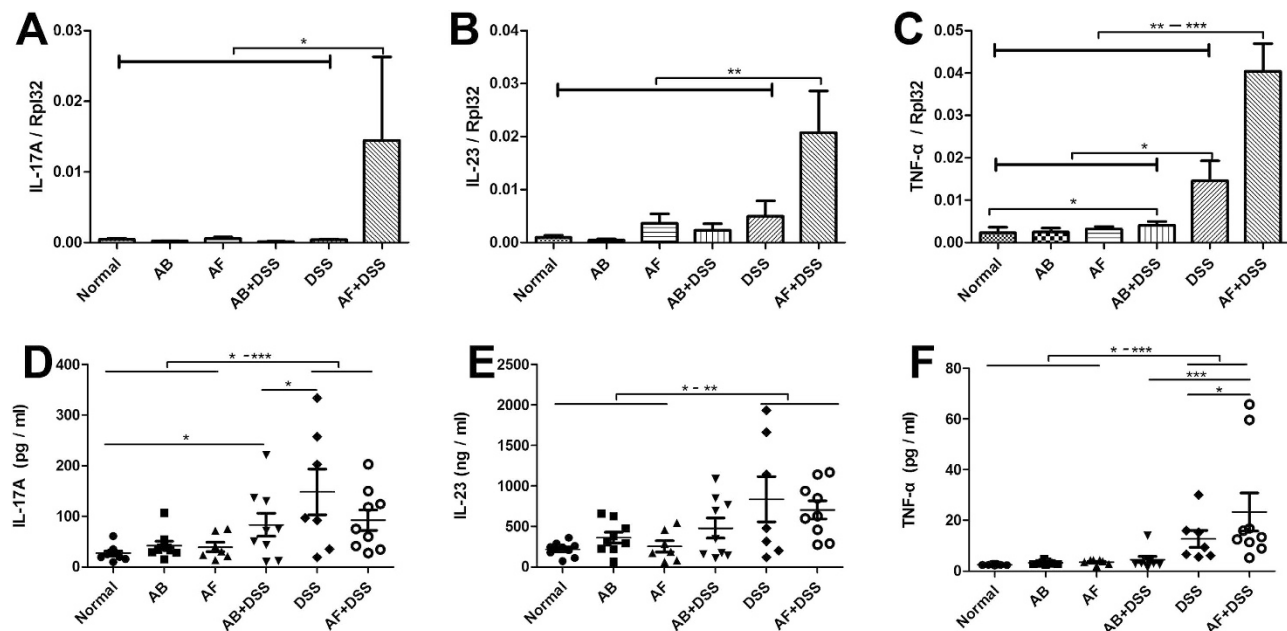 A
0.03
0.02
0.01
0.00
IL-17A / Rpl32
*
Normal
AB
AF
AB+DSS
DSS
AF+DSS
B
0.04
0.03
0.02
0.01
0.00
IL-23 / Rpl32
**
Normal
AB
AF
AB+DSS
DSS
AF+DSS
C
0.05
0.04
0.03
0.02
0.01
0.00
TNF-α / Rpl32
** – ***
*
*
Normal
AB
AF
AB+DSS
DSS
AF+DSS
D
400
300
200
100
0
IL-17A (pg / ml)
* – ***
*
*
Normal
AB
AF
AB+DSS
DSS
AF+DSS
E
2500
2000
1500
1000
500
0
IL-23 (ng / ml)
* – **
Normal
AB
AF
AB+DSS
DSS
AF+DSS
F
80
60
40
20
0
TNF-α (pg / ml)
* – ***
***
*
Normal
AB
AF
AB+DSS
DSS
AF+DSS